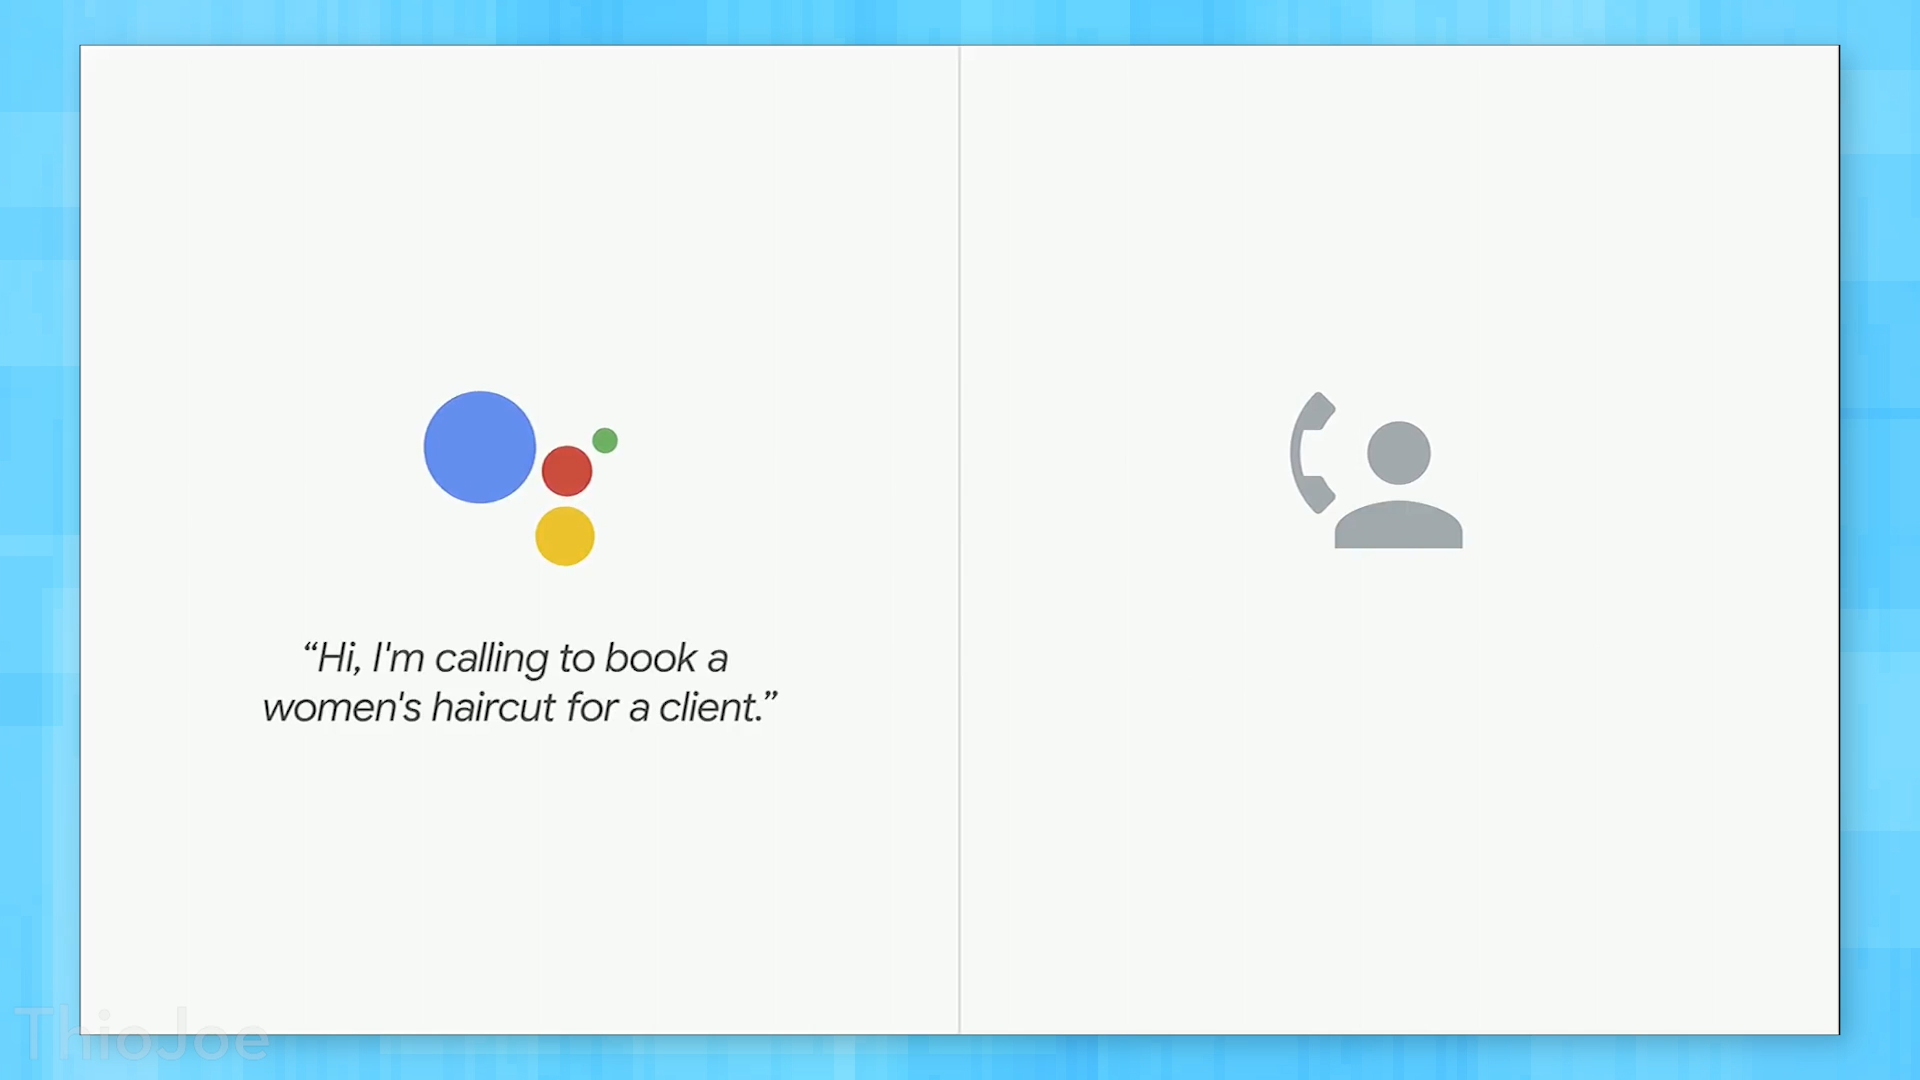 “Hi, I'm calling to book a
women's haircut for a client.”
ThioJoe